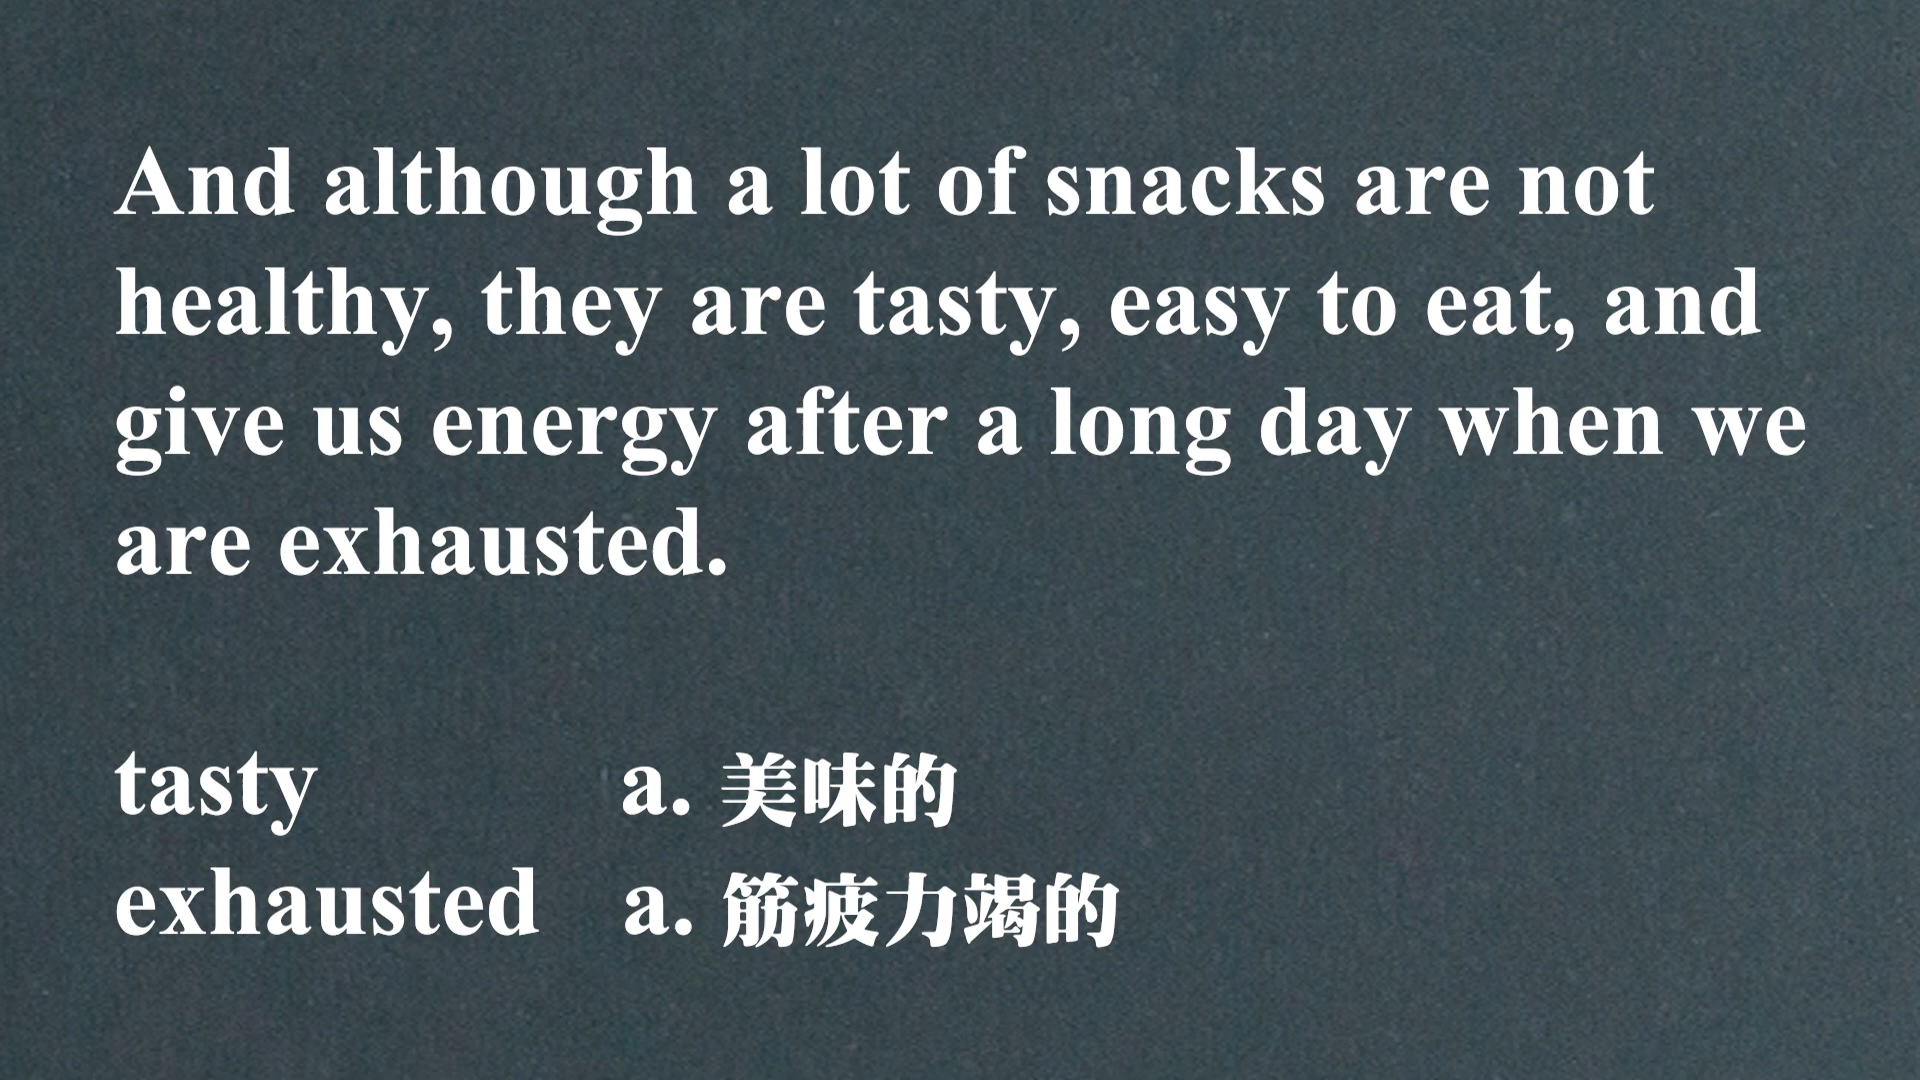 And although a lot of snacks are not
healthy, they are tasty, easy to eat, and
give us energy after a long day when we
are exhausted.
tasty a. 美味的
exhausted a. 筋疲力竭的